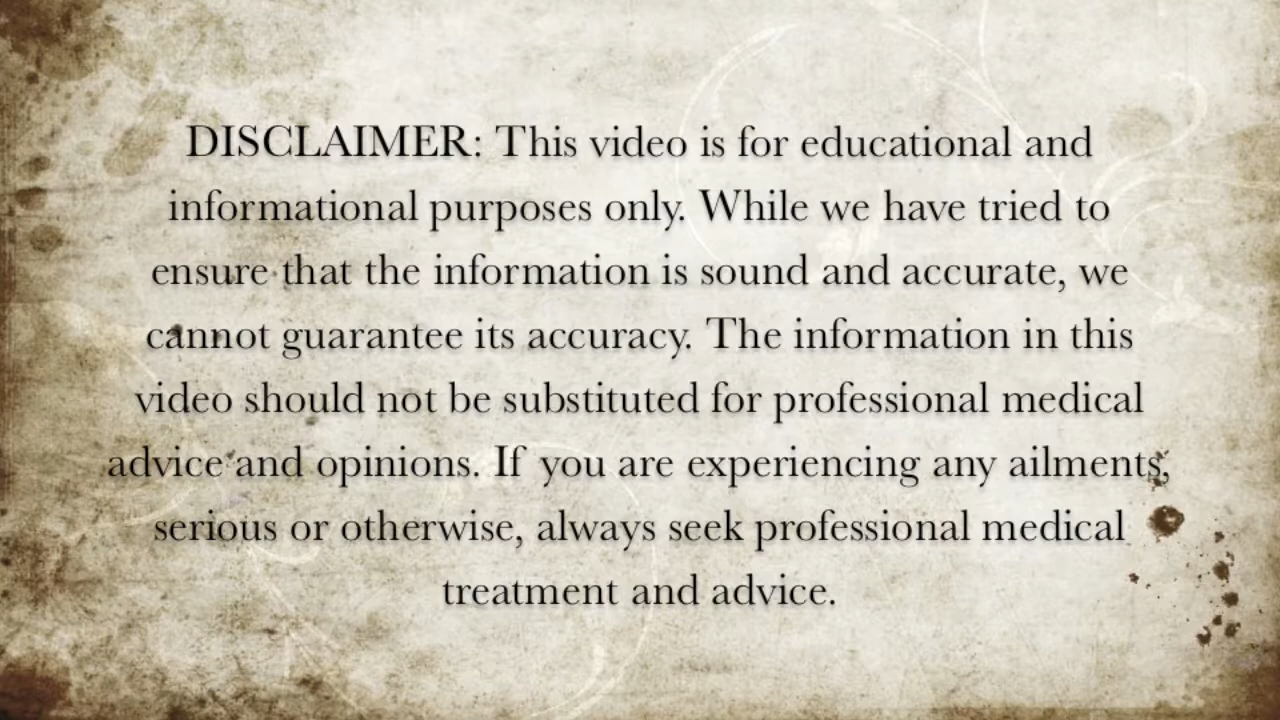 DISCLAIMER: This video is for educational and
informational purposes only. While we have tried to
ensure that the information is sound and accurate, we
cannot guarantee its accuracy. The information in this
video should not be substituted for professional medical
advice and opinions. If you are experiencing any ailments,
serious or otherwise, always seek professional medical
treatment and advice.